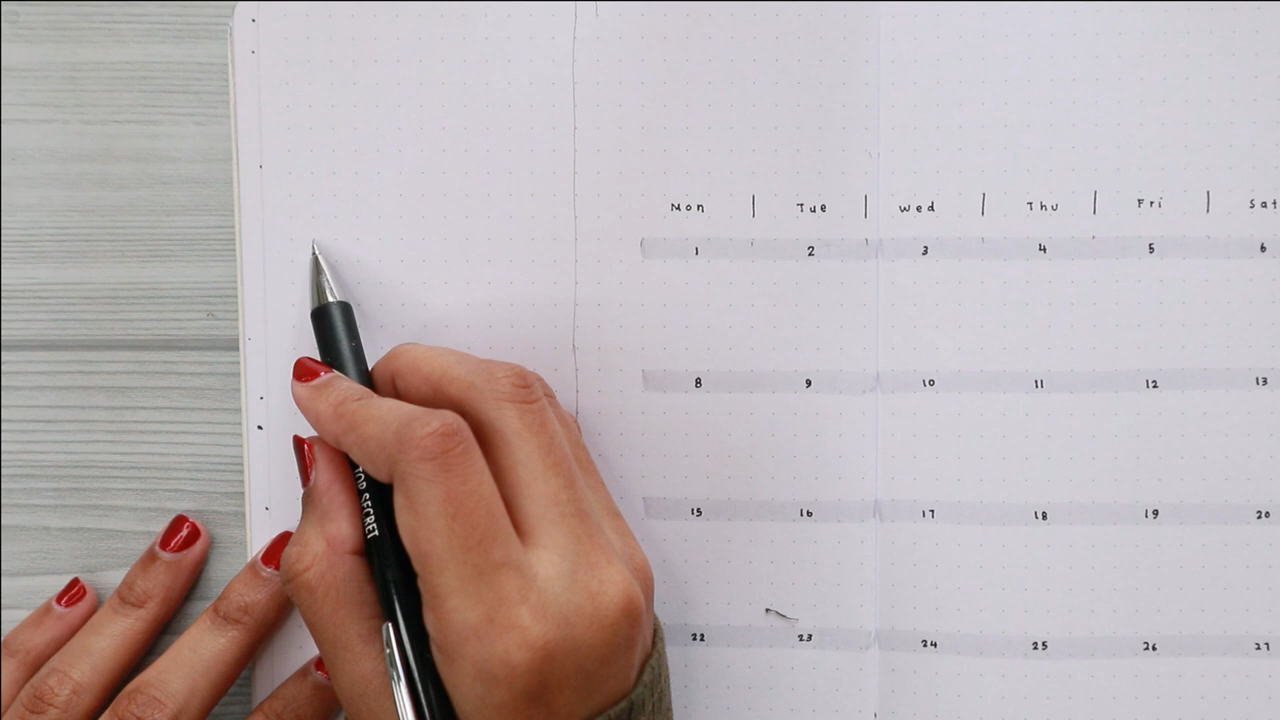 Mon | Tue | Wed | Thu | Fri | Sat
1 2 3 4 5 6
8 9 10 11 12 13
TOP SECRET
15 16 17 18 19 20
22 23 24 25 26 27